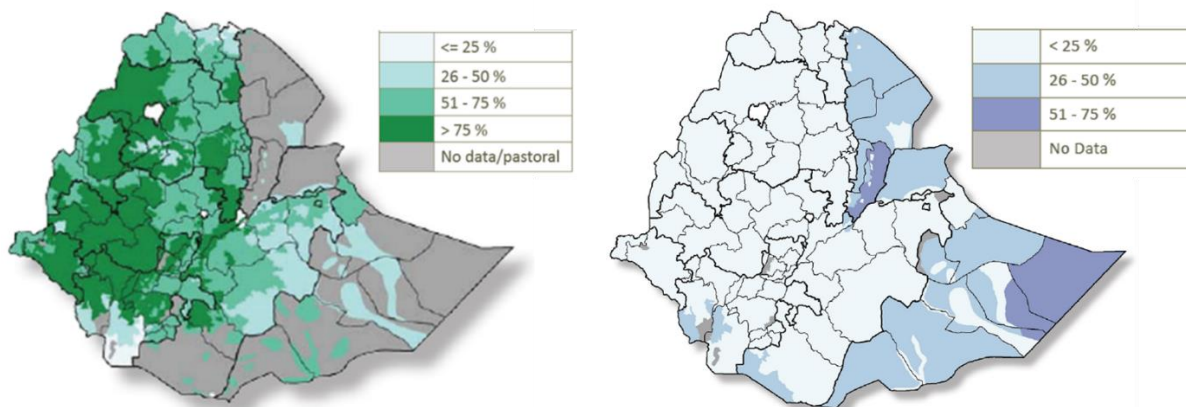 <= 25 %
26 - 50 %
51 - 75 %
> 75 %
No data/pastoral
< 25 %
26 - 50 %
51 - 75 %
No Data